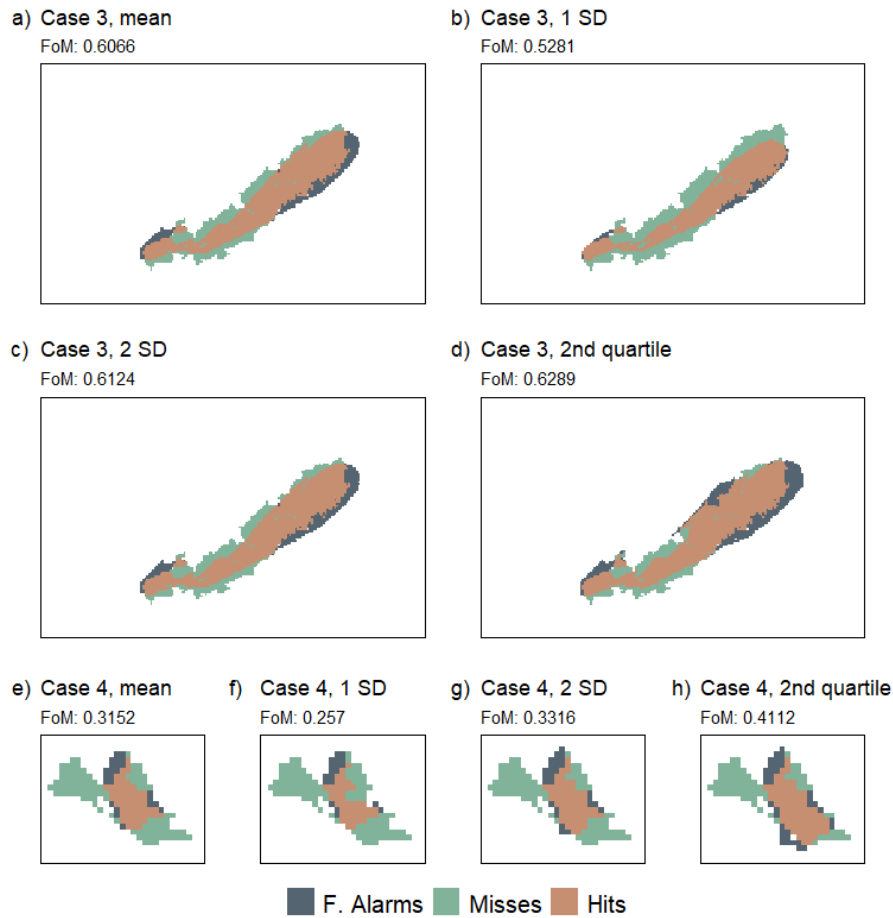 a) Case 3, mean
FoM: 0.6066
b) Case 3, 1 SD
FoM: 0.5281
c) Case 3, 2 SD
FoM: 0.6124
d) Case 3, 2nd quartile
FoM: 0.6289
e) Case 4, mean
FoM: 0.3152
f) Case 4, 1 SD
FoM: 0.257
g) Case 4, 2 SD
FoM: 0.3316
h) Case 4, 2nd quartile
FoM: 0.4112
F. Alarms Misses Hits